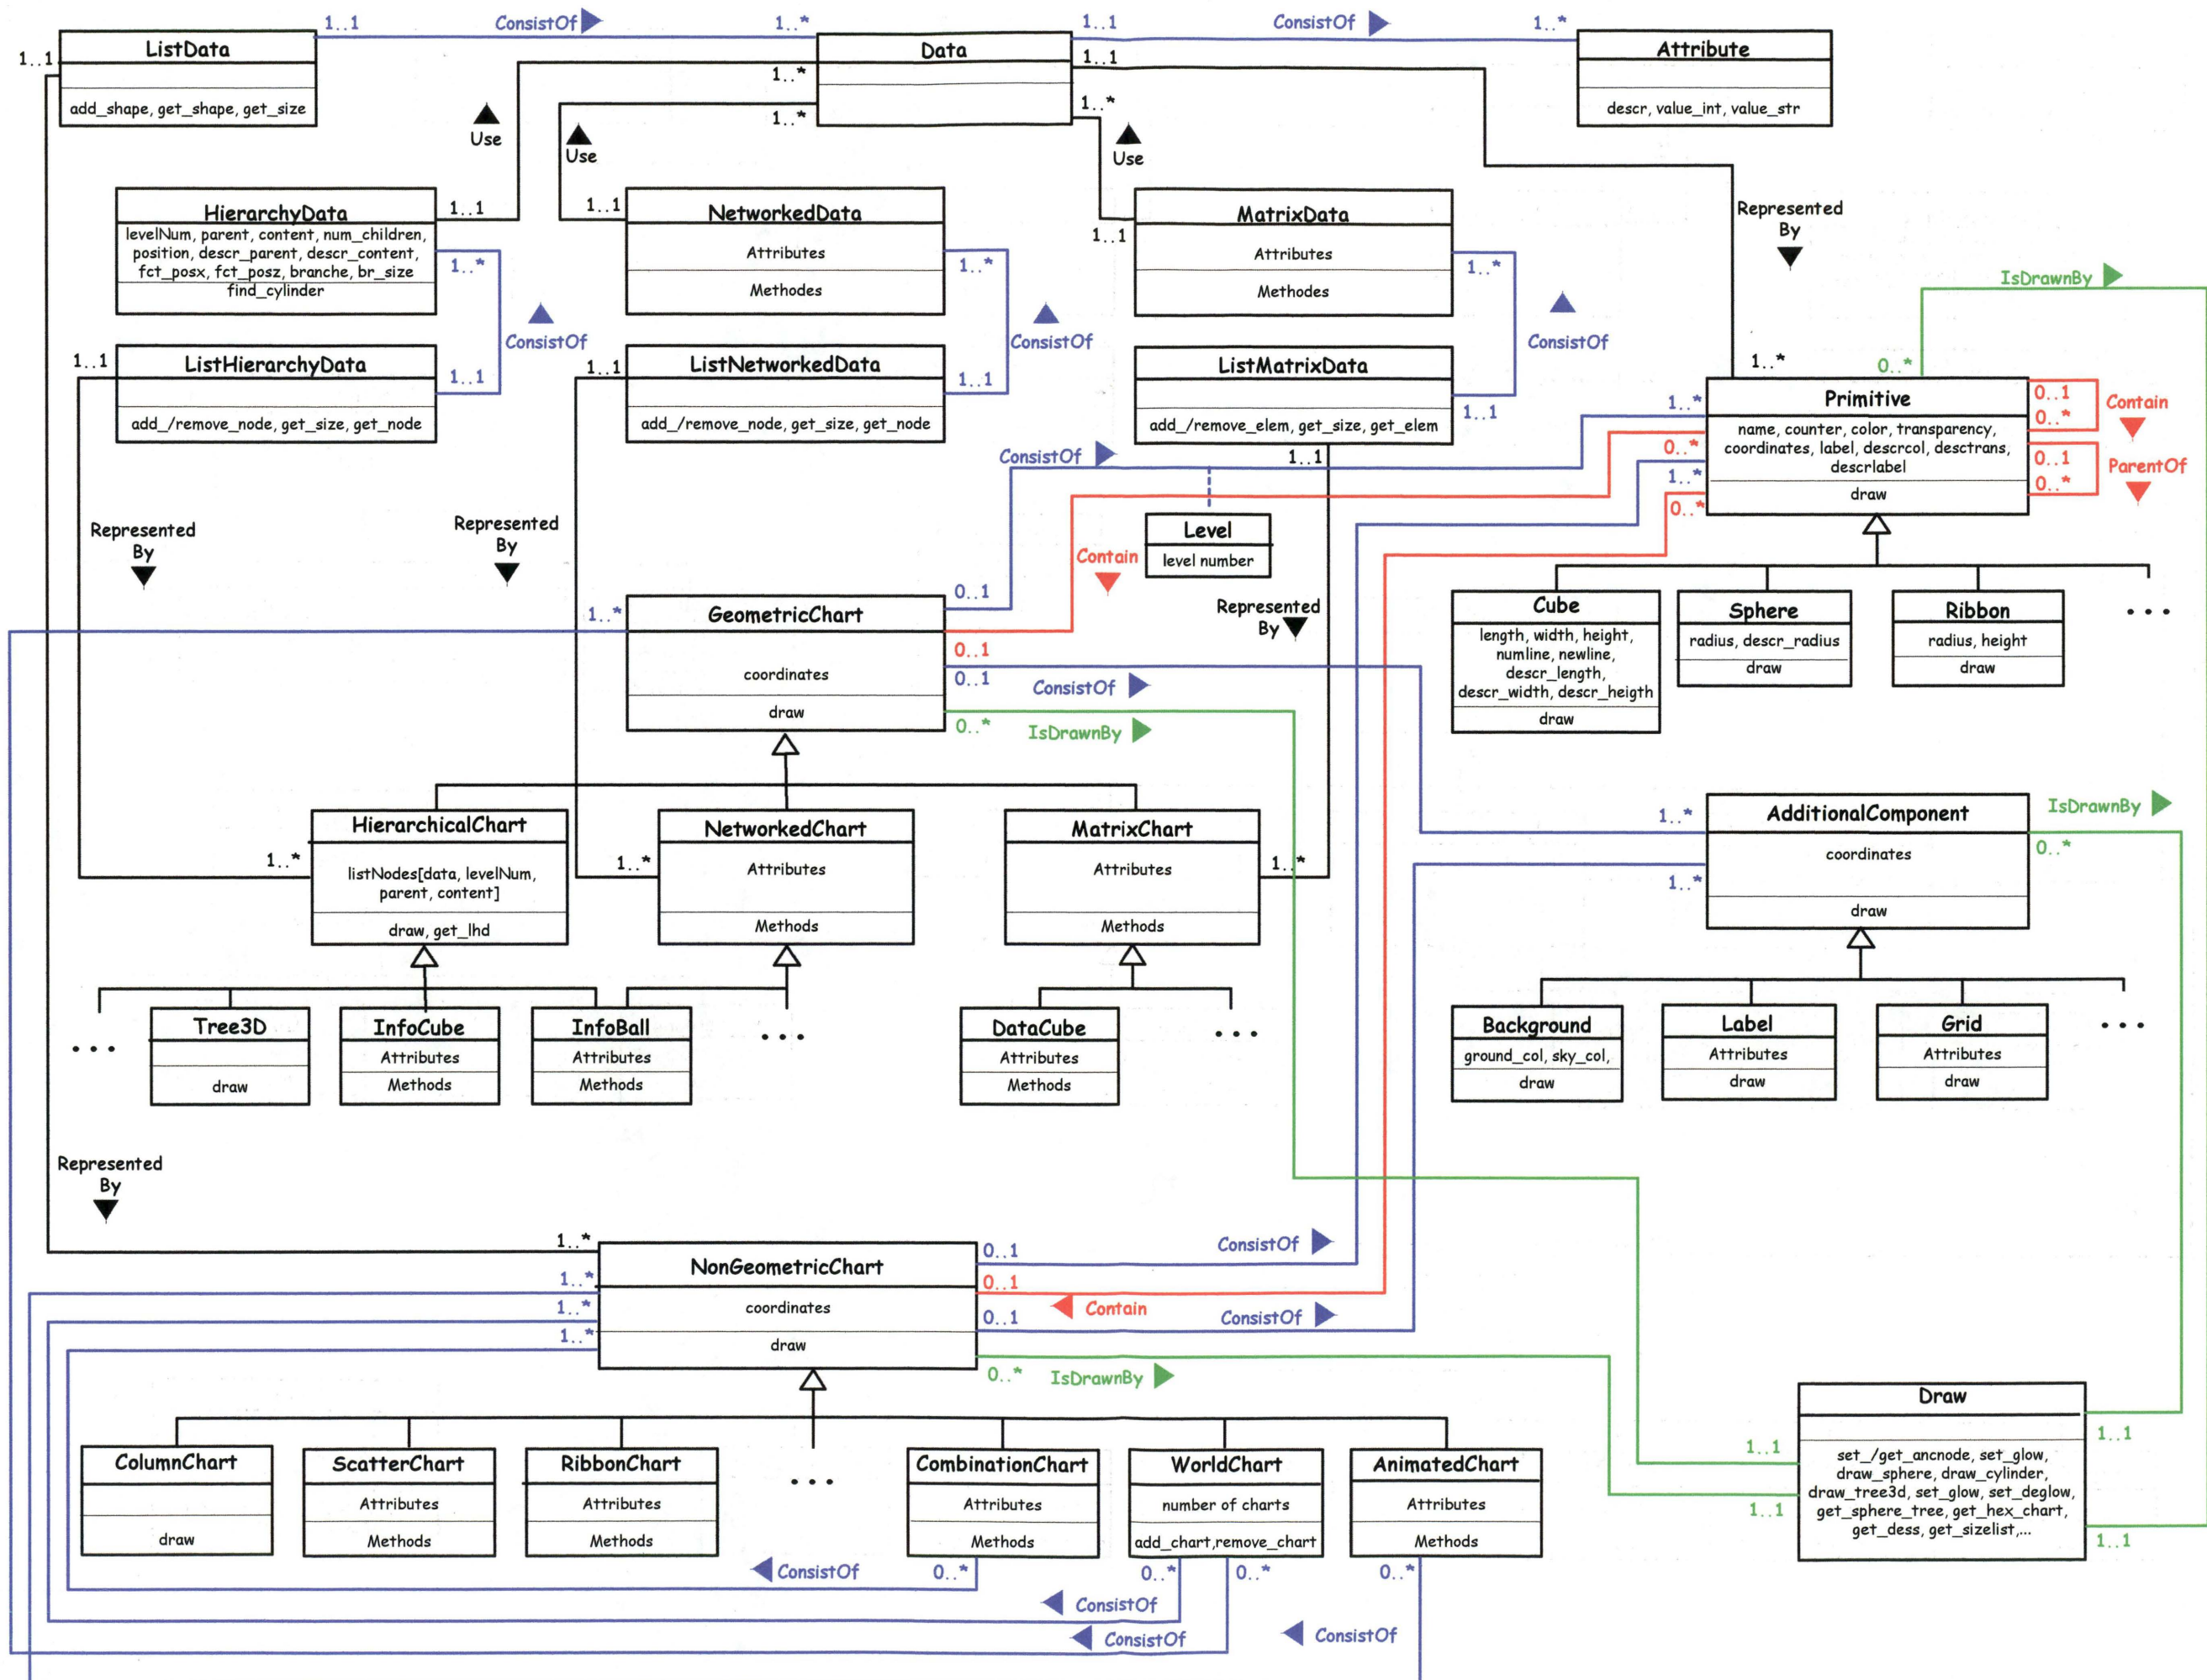 1..1
ConsistOf
1..*
1..1
ConsistOf
1..*
1..1
ListData
add_shape, get_shape, get_size
Data
1..*
1..*
1..1
1..*
Attribute
descr, value_int, value_str
Use
Use
Use
HierarchyData
levelNum, parent, content, num_children,
position, descr_parent, descr_content,
fct_posx, fct_posz, branche, br_size
find_cylinder
1..1
1..*
1..1
NetworkedData
Attributes
Methodes
1..*
1..1
MatrixData
Attributes
Methodes
1..*
Represented
By
IsDrawnBy
ConsistOf
ConsistOf
ConsistOf
1..1
ListHierarchyData
add_/remove_node, get_size, get_node
1..1
1..1
ListNetworkedData
add_/remove_node, get_size, get_node
1..1
ListMatrixData
add_/remove_elem, get_size, get_elem
1..1
1..1
1..*
0..*
Primitive
name, counter, color, transparency,
coordinates, label, descrcol, desctrans,
descrlabel
draw
1..*
0..*
1..*
0..*
0..1
0..*
Contain
0..1
0..*
ParentOf
ConsistOf
Level
level number
Contain
Represented
By
Represented
By
Represented
By
Cube
length, width, height,
numline, newline,
descr_length,
descr_width, descr_heigth
draw
Sphere
radius, descr_radius
draw
Ribbon
radius, height
draw
...
1..*
GeometricChart
coordinates
draw
0..1
0..1
0..1
ConsistOf
0..*
IsDrawnBy
HierarchicalChart
listNodes[data, levelNum,
parent, content]
draw, get_lhd
1..*
NetworkedChart
Attributes
Methods
1..*
MatrixChart
Attributes
Methods
1..*
1..*
1..*
AdditionalComponent
coordinates
draw
IsDrawnBy
0..*
...
Tree3D
draw
InfoCube
Attributes
Methods
InfoBall
Attributes
Methods
...
DataCube
Attributes
Methods
...
Background
ground_col, sky_col,
draw
Label
Attributes
draw
Grid
Attributes
draw
...
Represented
By
1..*
1..*
1..*
1..*
NonGeometricChart
coordinates
draw
0..1
ConsistOf
0..1
Contain
0..1
ConsistOf
0..*
IsDrawnBy
Draw
set_/get_ancnode, set_glow,
draw_sphere, draw_cylinder,
draw_tree3d, set_glow, set_deglow,
get_sphere_tree, get_hex_chart,
get_dess, get_sizelist,...
1..1
1..1
1..1
1..1
ColumnChart
draw
ScatterChart
Attributes
Methods
RibbonChart
Attributes
Methods
...
CombinationChart
Attributes
Methods
WorldChart
number of charts
add_chart,remove_chart
AnimatedChart
Attributes
Methods
ConsistOf
0..*
0..*
0..*
0..*
ConsistOf
ConsistOf
ConsistOf